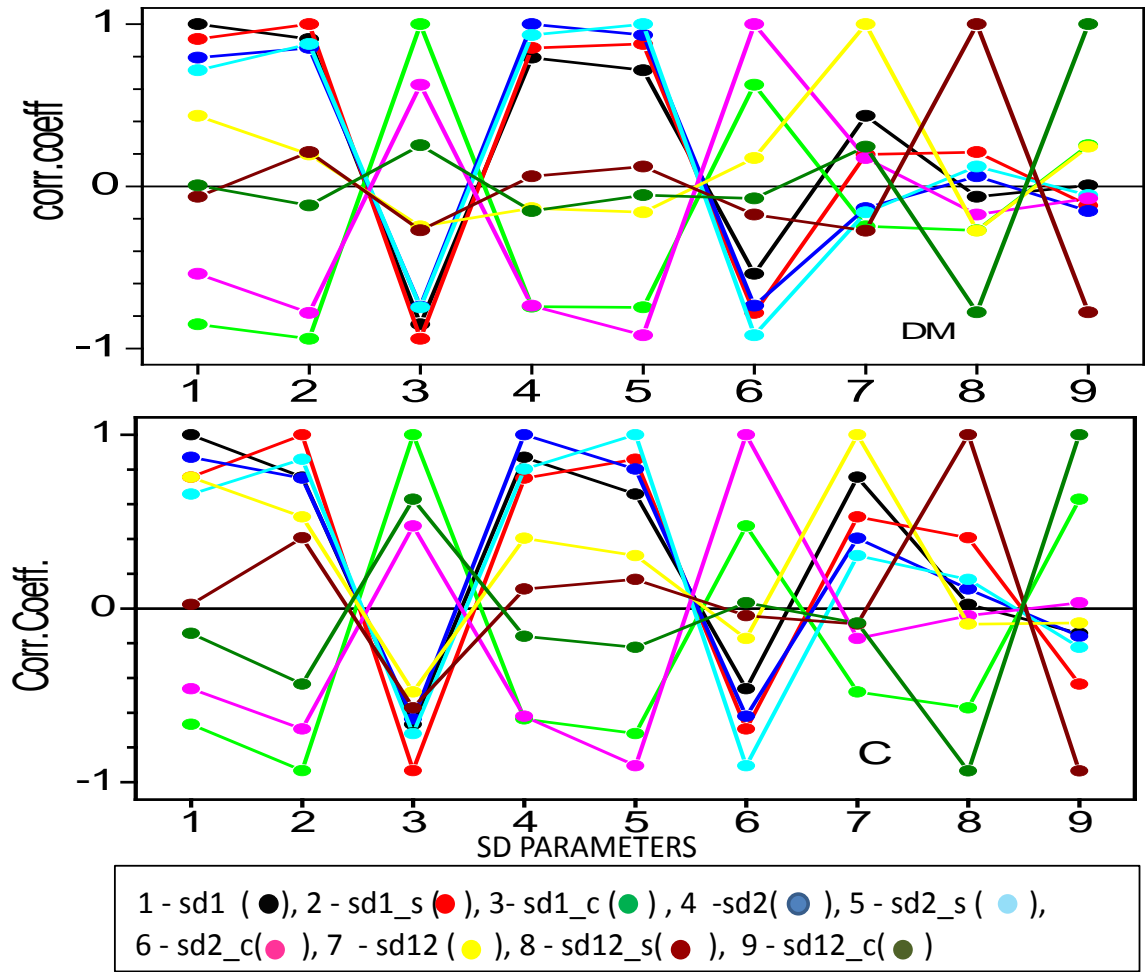 corr.coeff
1
0
-1
DM
1 2 3 4 5 6 7 8 9
Corr.Coeff.
1
0
-1
C
1 2 3 4 5 6 7 8 9
SD PARAMETERS
1 - sd1 ( ), 2 - sd1_s ( ), 3- sd1_c ( ) , 4 -sd2( ), 5 - sd2_s ( ),
6 - sd2_c( ), 7 - sd12 ( ), 8 - sd12_s( ), 9 - sd12_c( )